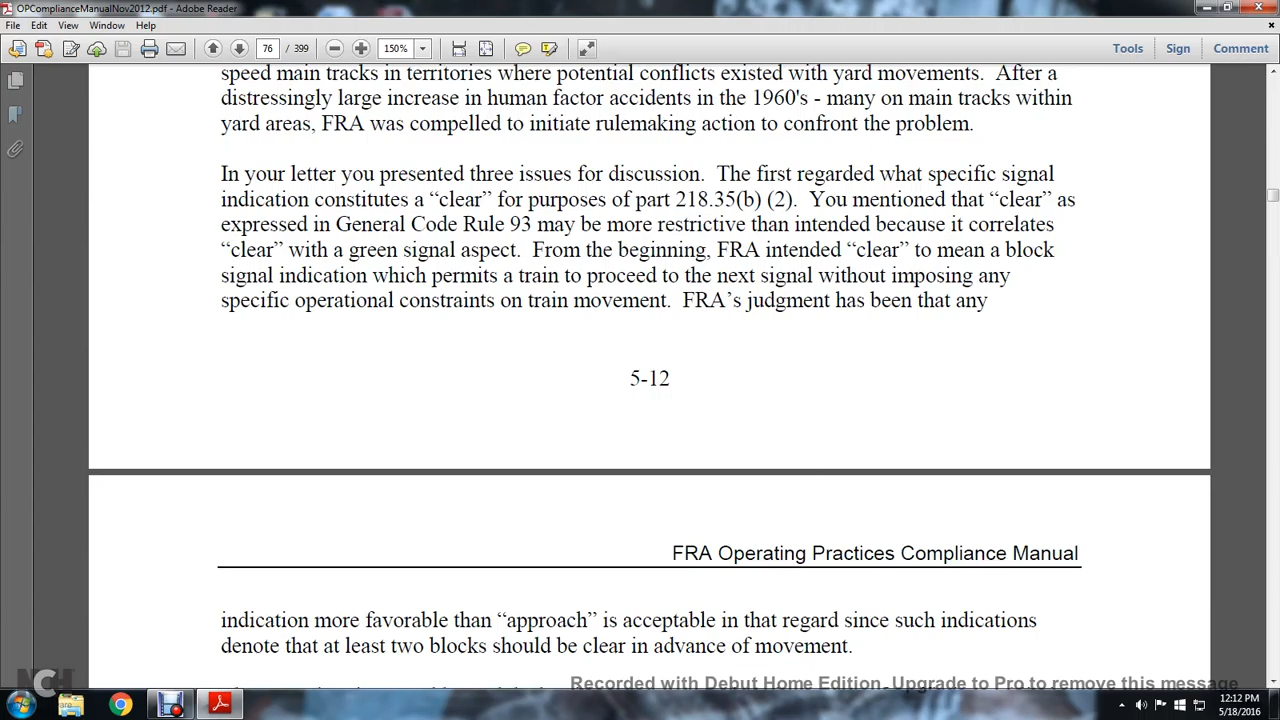 OPComplianceManualNov2012.pdf - Adobe Reader
File Edit View Window Help
76 / 399 150% Tools Sign Comment
speed main tracks in territories where potential conflicts existed with yard movements. After a
distressingly large increase in human factor accidents in the 1960's - many on main tracks within
yard areas, FRA was compelled to initiate rulemaking action to confront the problem.
In your letter you presented three issues for discussion. The first regarded what specific signal
indication constitutes a “clear” for purposes of part 218.35(b) (2). You mentioned that “clear” as
expressed in General Code Rule 93 may be more restrictive than intended because it correlates
“clear” with a green signal aspect. From the beginning, FRA intended “clear” to mean a block
signal indication which permits a train to proceed to the next signal without imposing any
specific operational constraints on train movement. FRA’s judgment has been that any
5-12
FRA Operating Practices Compliance Manual
indication more favorable than “approach” is acceptable in that regard since such indications
denote that at least two blocks should be clear in advance of movement.
Recorded with Debut Home Edition. Upgrade to Pro to remove this message
NCH
12:12 PM
5/18/2016